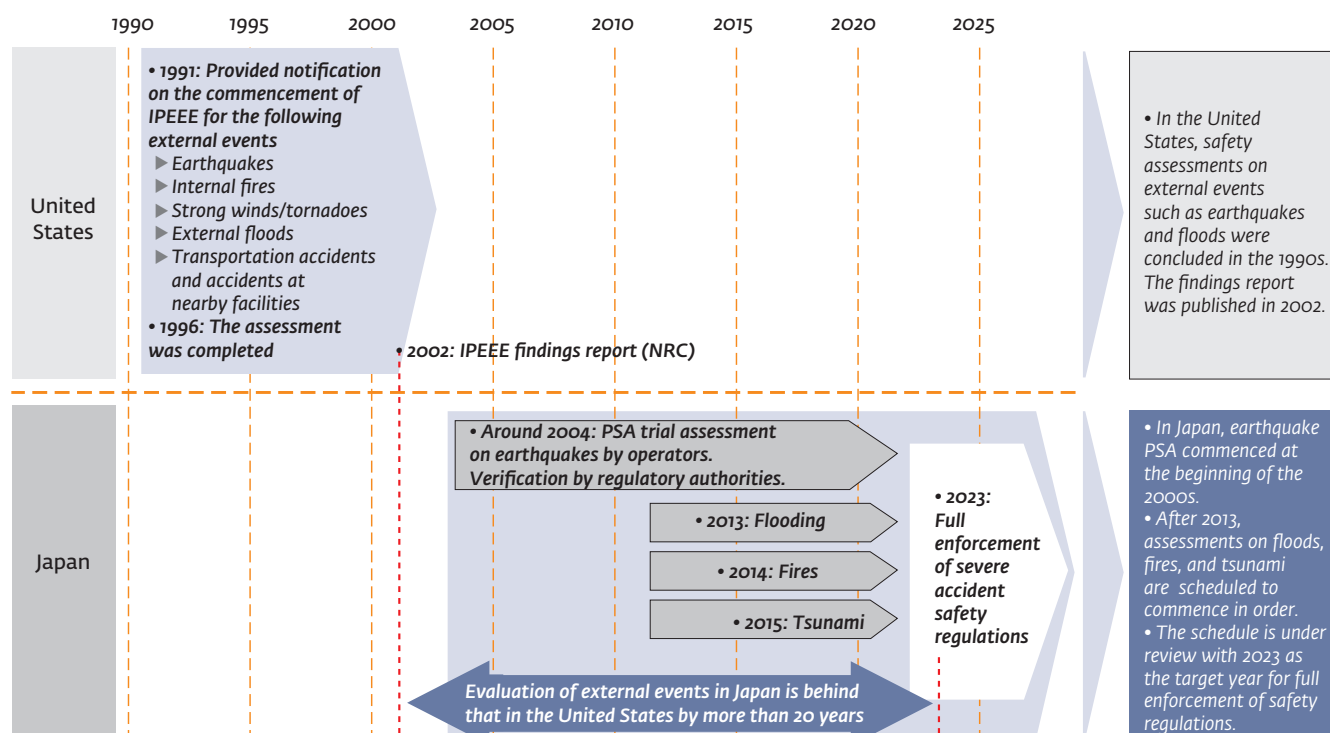 1990 1995 2000 2005 2010 2015 2020 2025
United
States
• 1991: Provided notification
on the commencement of
IPEEE for the following
external events
▶ Earthquakes
▶ Internal fires
▶ Strong winds/tornadoes
▶ External floods
▶ Transportation accidents
and accidents at
nearby facilities
• 1996: The assessment
was completed
• 2002: IPEEE findings report (NRC)
• In the United
States, safety
assessments on
external events
such as earthquakes
and floods were
concluded in the 1990s.
The findings report
was published in 2002.
Japan
• Around 2004: PSA trial assessment
on earthquakes by operators.
Verification by regulatory authorities.
• 2013: Flooding
• 2014: Fires
• 2015: Tsunami
• 2023:
Full
enforcement
of severe
accident
safety
regulations
Evaluation of external events in Japan is behind
that in the United States by more than 20 years
• In Japan, earthquake
PSA commenced at
the beginning of the
2000s.
• After 2013,
assessments on floods,
fires, and tsunami
are scheduled to
commence in order.
• The schedule is under
review with 2023 as
the target year for full
enforcement of safety
regulations.